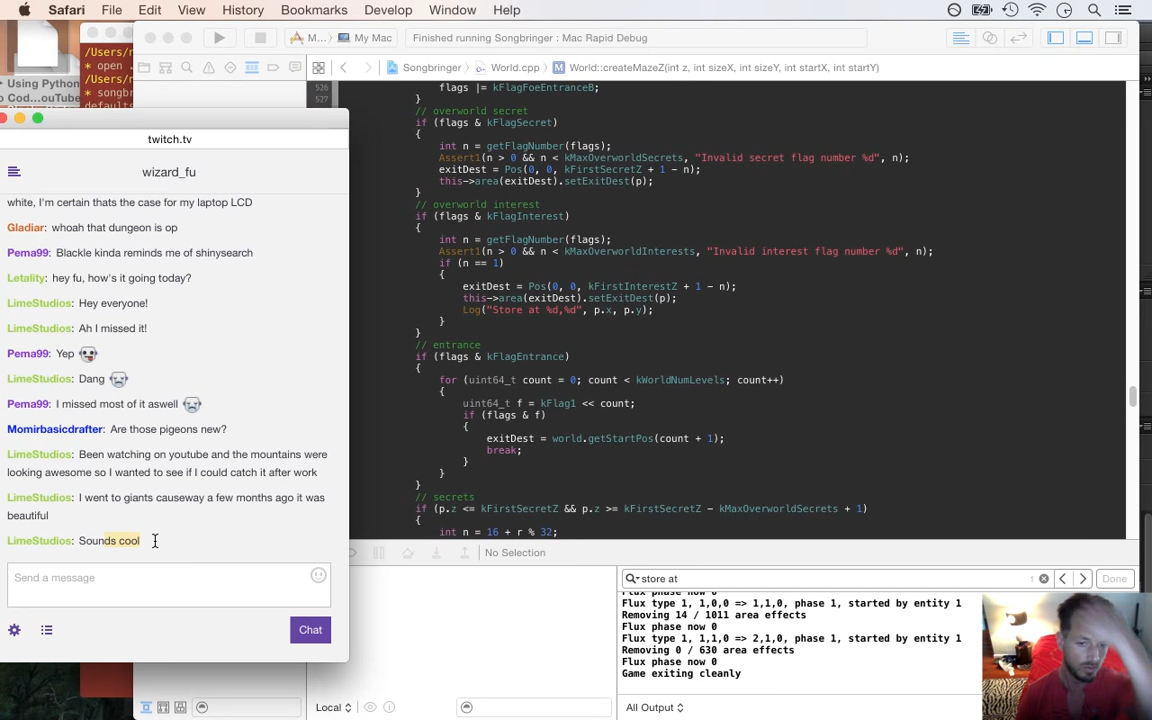 Safari File Edit View History Bookmarks Develop Window Help
M... My Mac
Finished running Songbringer : Mac Rapid Debug
/Users/
* open .
/Users/
* songbr
defaults
Using Python
to Cod...ouTube
Songbringer World.cpp World::createMazeZ(int z, int sizeX, int sizeY, int startX, int startY)
twitch.tv
wizard_fu
white, I'm certain thats the case for my laptop LCD
Gladiar: whoah that dungeon is op
Pema99: Blackle kinda reminds me of shinysearch
Letality: hey fu, how's it going today?
LimeStudios: Hey everyone!
LimeStudios: Ah I missed it!
Pema99: Yep
LimeStudios: Dang
Pema99: I missed most of it aswell
Momirbasicdrafter: Are those pigeons new?
LimeStudios: Been watching on youtube and the mountains were
looking awesome so I wanted to see if I could catch it after work
LimeStudios: I went to giants causeway a few months ago it was
beautiful
LimeStudios: Sounds cool
Send a message
Chat
526
527
flags |= kFlagFoeEntranceB;
}
// overworld secret
if (flags & kFlagSecret)
{
int n = getFlagNumber(flags);
Assert1(n > 0 && n < kMaxOverworldSecrets, "Invalid secret flag number %d", n);
exitDest = Pos(0, 0, kFirstSecretZ + 1 - n);
this->area(exitDest).setExitDest(p);
}
// overworld interest
if (flags & kFlagInterest)
{
int n = getFlagNumber(flags);
Assert1(n > 0 && n < kMaxOverworldInterests, "Invalid interest flag number %d", n);
if (n == 1)
{
exitDest = Pos(0, 0, kFirstInterestZ + 1 - n);
this->area(exitDest).setExitDest(p);
Log("Store at %d,%d", p.x, p.y);
}
}
// entrance
if (flags & kFlagEntrance)
{
for (uint64_t count = 0; count < kWorldNumLevels; count++)
{
uint64_t f = kFlag1 << count;
if (flags & f)
{
exitDest = world.getStartPos(count + 1);
break;
}
}
}
// secrets
if (p.z <= kFirstSecretZ && p.z >= kFirstSecretZ - kMaxOverworldSecrets + 1)
{
int n = 16 + r % 32;
No Selection
store at
1
Done
Flux phase now 0
Flux type 1, 1,0,0 => 1,1,0, phase 1, started by entity 1
Removing 14 / 1011 area effects
Flux phase now 0
Flux type 1, 1,1,0 => 2,1,0, phase 1, started by entity 1
Removing 0 / 630 area effects
Flux phase now 0
Game exiting cleanly
Local
All Output